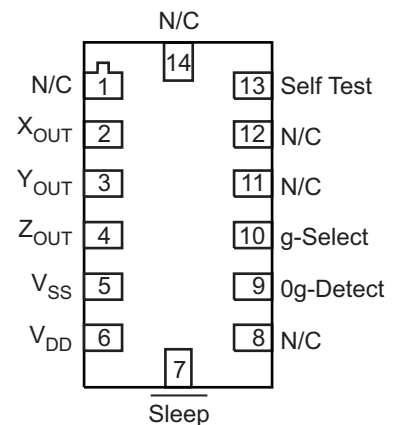 N/C
14
N/C 1 13 Self Test
XOUT 2 12 N/C
YOUT 3 11 N/C
ZOUT 4 10 g-Select
VSS 5 9 0g-Detect
VDD 6 8 N/C
7
Sleep